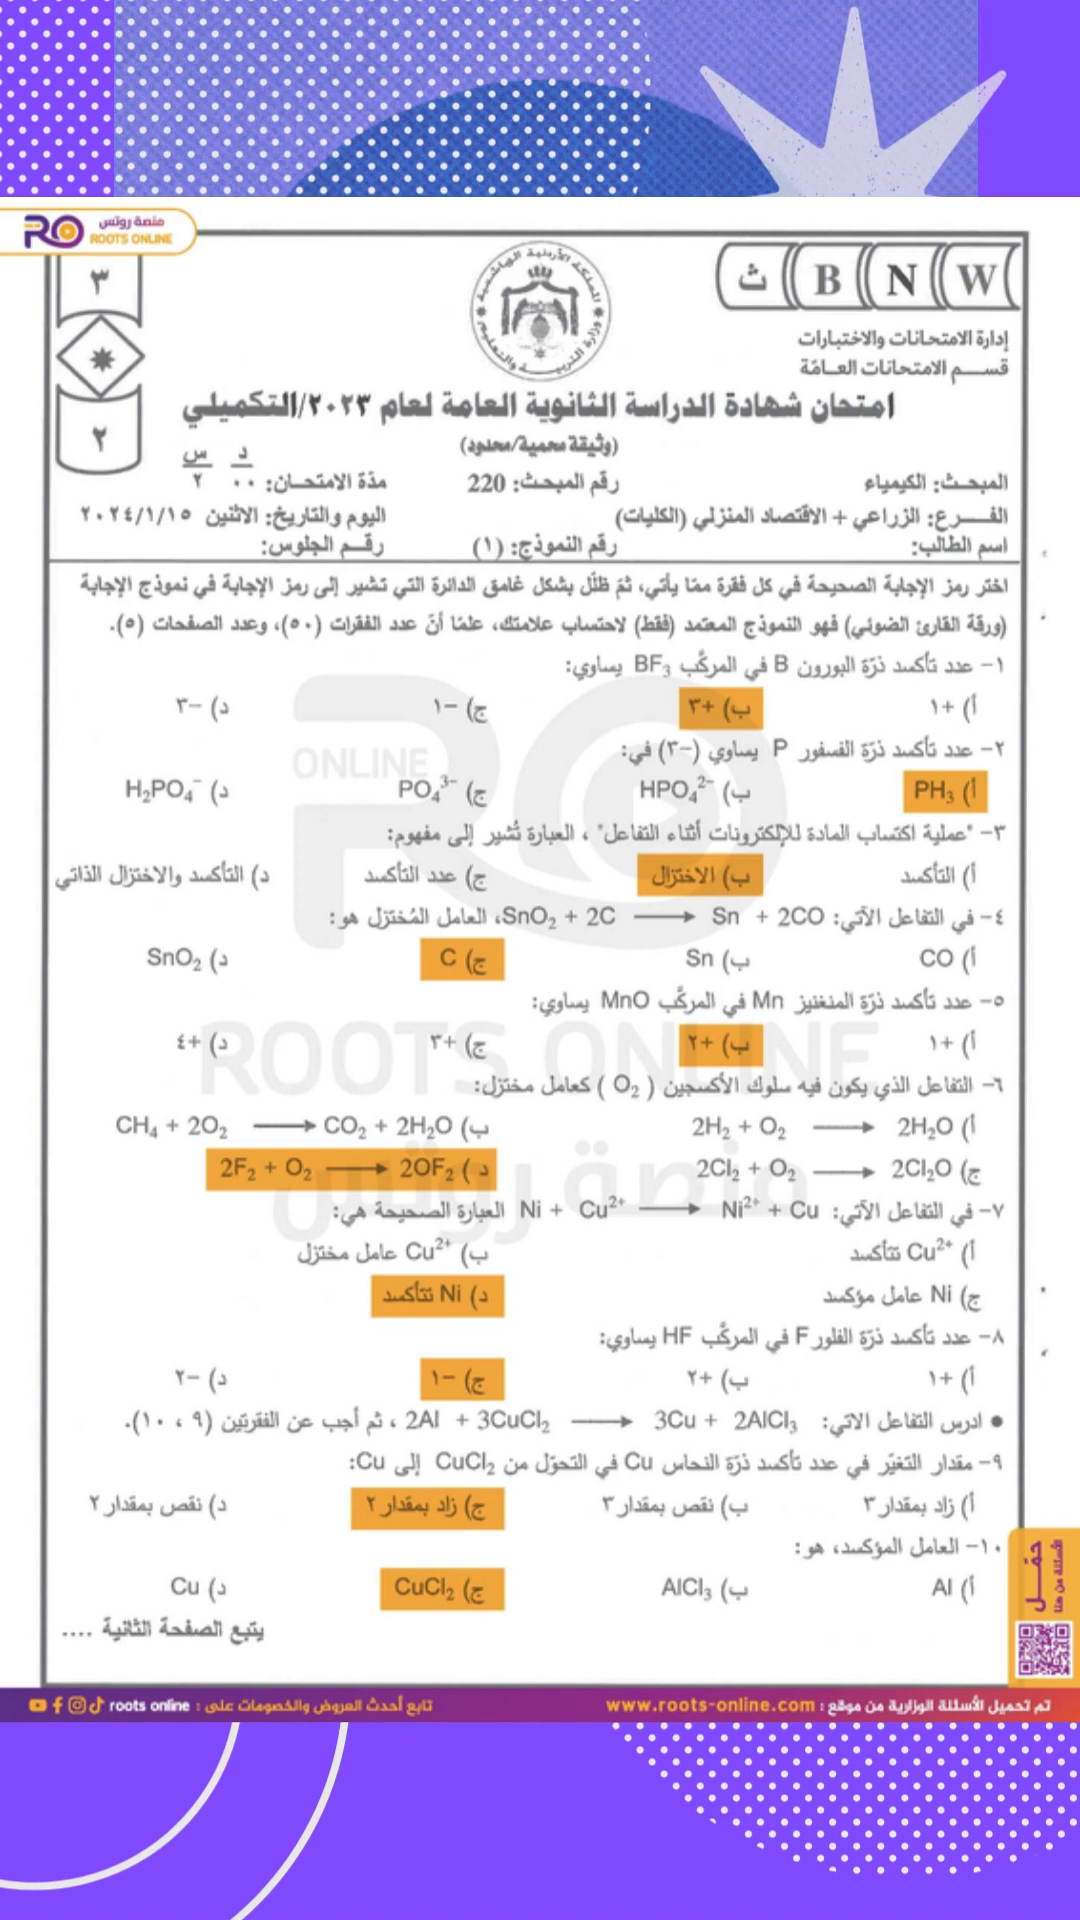 منصة روتس
ROOTS ONLINE
٣
٢
W N B ث
إدارة الامتحانات والاختبارات
قســـم الامتحانات العـامّة
امتحان شهادة الدراسة الثانوية العامة لعام ٢٠٢٣/التكميلي
(وثيقة محمية/محدود)
د س
المبحـث: الكيمياء رقم المبحث: 220 مدّة الامتحـان: ٠٠ ٢
الفـــرع: الزراعي + الاقتصاد المنزلي (الكليات) اليوم والتاريخ: الاثنين ٢٠٢٤/١/١٥
اسم الطالب: رقم النموذج: (١) رقـم الجلوس:
اختر رمز الإجابة الصحيحة في كل فقرة ممّا يأتي، ثمّ ظلّل بشكل غامق الدائرة التي تشير إلى رمز الإجابة في نموذج الإجابة
(ورقة القارئ الضوئي) فهو النموذج المعتمد (فقط) لاحتساب علامتك، علمًا أنّ عدد الفقرات (٥٠)، وعدد الصفحات (٥).
١- عدد تأكسد ذرّة البورون B في المركّب BF₃ يساوي:
أ) +١ ب) +٣ ج) -١ د) -٣
٢- عدد تأكسد ذرّة الفسفور P يساوي (-٣) في:
أ) PH₃ ب) HPO₄²⁻ ج) PO₄³⁻ د) H₂PO₄⁻
٣- "عملية اكتساب المادة للإلكترونات أثناء التفاعل" ، العبارة تُشير إلى مفهوم:
أ) التأكسد ب) الاختزال ج) عدد التأكسد د) التأكسد والاختزال الذاتي
٤- في التفاعل الآتي: SnO₂ + 2C ⟶ Sn + 2CO، العامل المُختزل هو:
أ) CO ب) Sn ج) C د) SnO₂
٥- عدد تأكسد ذرّة المنغنيز Mn في المركّب MnO يساوي:
أ) +١ ب) +٢ ج) +٣ د) +٤
٦- التفاعل الذي يكون فيه سلوك الأكسجين ( O₂ ) كعامل مختزل:
أ) 2H₂ + O₂ ⟶ 2H₂O ب) CH₄ + 2O₂ ⟶ CO₂ + 2H₂O
ج) 2Cl₂ + O₂ ⟶ 2Cl₂O د ) 2F₂ + O₂ ⟶ 2OF₂
٧- في التفاعل الآتي: Ni + Cu²⁺ ⟶ Ni²⁺ + Cu العبارة الصحيحة هي:
أ) Cu²⁺ تتأكسد ب) Cu²⁺ عامل مختزل
ج) Ni عامل مؤكسد د) Ni تتأكسد
٨- عدد تأكسد ذرّة الفلور F في المركّب HF يساوي:
أ) +١ ب) +٢ ج) -١ د) -٢
● ادرس التفاعل الآتي: 2Al + 3CuCl₂ ⟶ 3Cu + 2AlCl₃ ، ثم أجب عن الفقرتين (٩ ، ١٠).
٩- مقدار التغيّر في عدد تأكسد ذرّة النحاس Cu في التحوّل من CuCl₂ إلى Cu:
أ) زاد بمقدار ٣ ب) نقص بمقدار ٣ ج) زاد بمقدار ٢ د) نقص بمقدار ٢
١٠- العامل المؤكسد، هو:
أ) Al ب) AlCl₃ ج) CuCl₂ د) Cu
يتبع الصفحة الثانية ....
حمّـــل
الأسئلة من هنا
تم تحميل الأسئلة الوزارية من موقع : www.roots-online.com تابع أحدث العروض والخصومات على : roots online